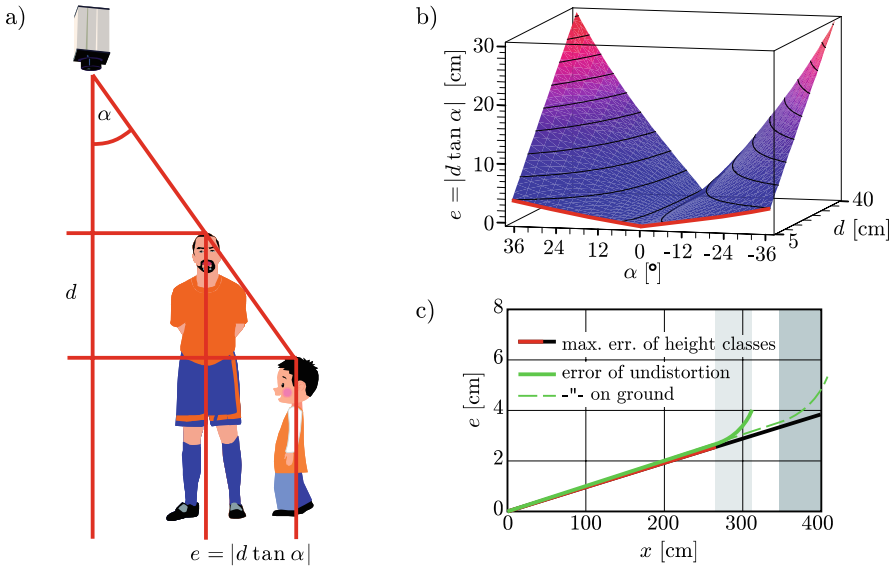 a)
α
d
e = |d tan α|
b)
e = |d tan α| [cm]
30
20
10
0
36 24 12 0 -12 -24 -36
α [°]
5
40
d [cm]
c)
8
6
4
2
0
e [cm]
max. err. of height classes
error of undistortion
-"- on ground
0 100 200 300 400
x [cm]